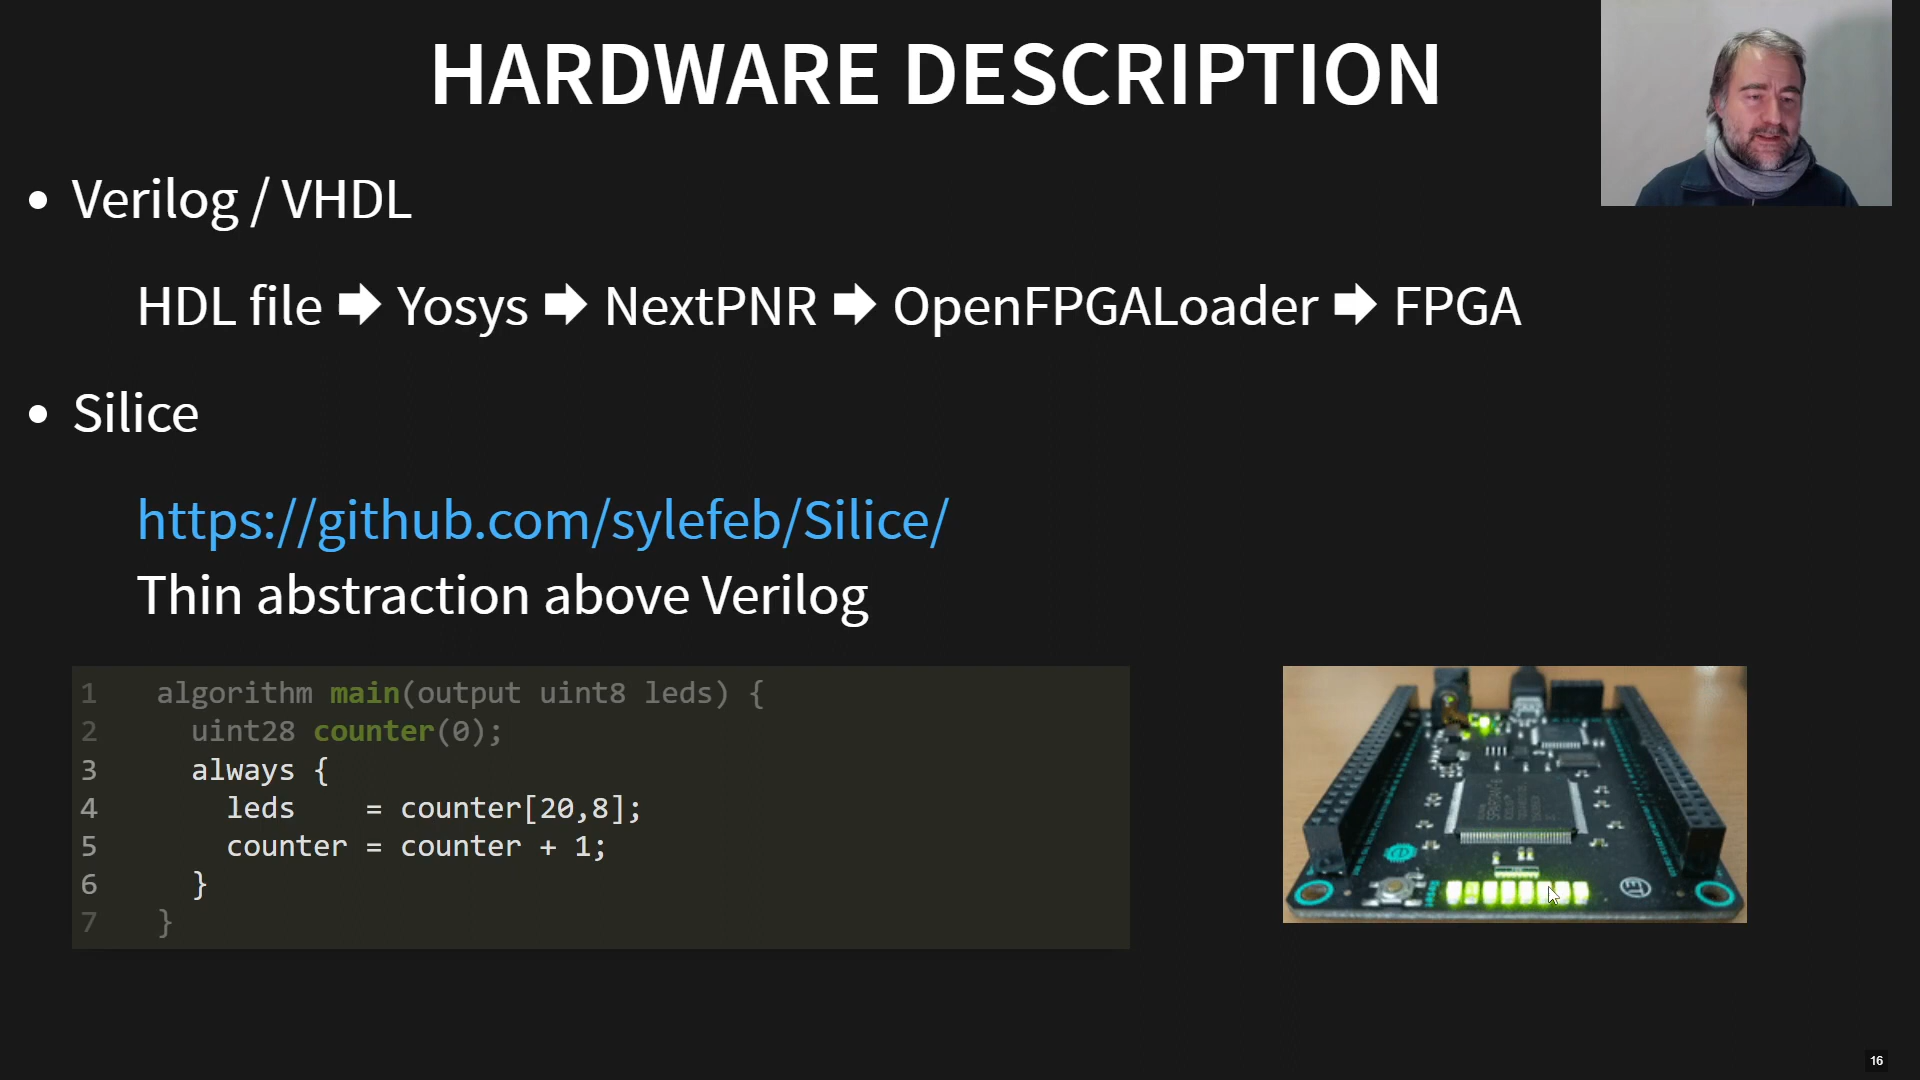 HARDWARE DESCRIPTION
• Verilog / VHDL
HDL file ➡ Yosys ➡ NextPNR ➡ OpenFPGALoader ➡ FPGA
• Silice
https://github.com/sylefeb/Silice/
Thin abstraction above Verilog
1 algorithm main(output uint8 leds) {
2 uint28 counter(0);
3 always {
4 leds = counter[20,8];
5 counter = counter + 1;
6 }
7 }
16